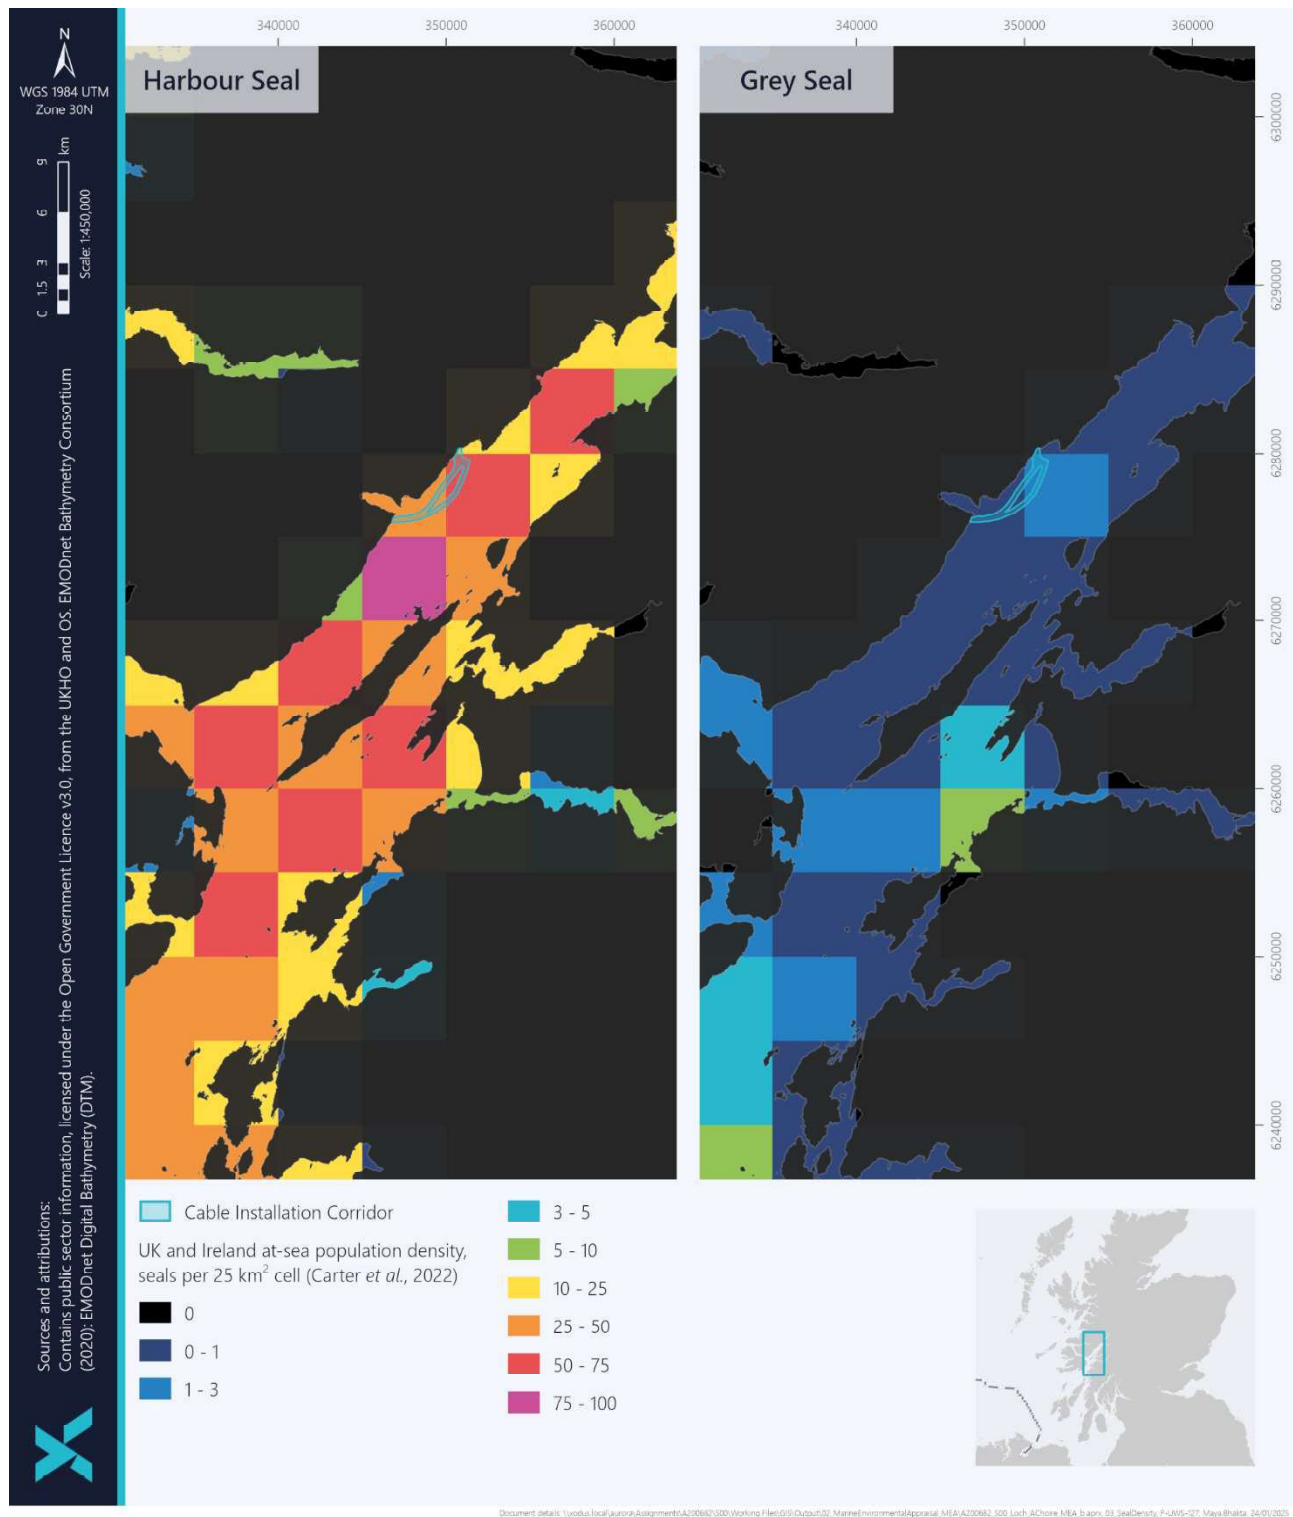 N
WGS 1984 UTM
Zone 30N
km
9
6
3
1.5
0
Scale: 1:450,000
Sources and attributions:
Contains public sector information, licensed under the Open Government Licence v3.0, from the UKHO and OS. EMODnet Bathymetry Consortium
(2020): EMODnet Digital Bathymetry (DTM).
340000 350000 360000
340000 350000 360000
Harbour Seal
Grey Seal
6300000
6290000
6280000
6270000
6260000
6250000
6240000
Cable Installation Corridor
UK and Ireland at-sea population density,
seals per 25 km² cell (Carter et al., 2022)
0
0 - 1
1 - 3
3 - 5
5 - 10
10 - 25
25 - 50
50 - 75
75 - 100